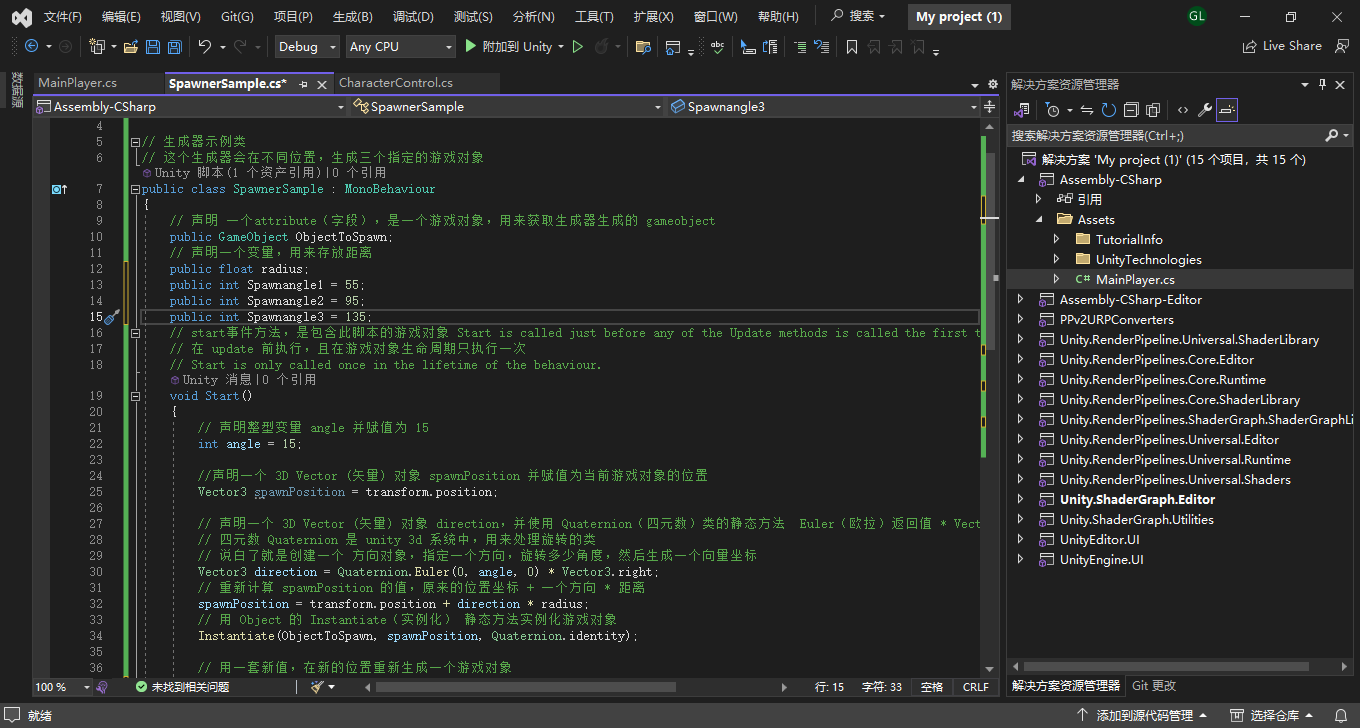 文件(F) 编辑(E) 视图(V) Git(G) 项目(P) 生成(B) 调试(D) 测试(S) 分析(N) 工具(T) 扩展(X) 窗口(W) 帮助(H) 搜索 My project (1) GL
Debug Any CPU 附加到 Unity Live Share
数据源
MainPlayer.cs SpawnerSample.cs* CharacterControl.cs
Assembly-CSharp SpawnerSample Spawnangle3
4
5 // 生成器示例类
6 // 这个生成器会在不同位置，生成三个指定的游戏对象
Unity 脚本(1 个资产引用)|0 个引用
7 public class SpawnerSample : MonoBehaviour
8 {
9 // 声明 一个attribute（字段），是一个游戏对象，用来获取生成器生成的 gameobject
10 public GameObject ObjectToSpawn;
11 // 声明一个变量，用来存放距离
12 public float radius;
13 public int Spawnangle1 = 55;
14 public int Spawnangle2 = 95;
15 public int Spawnangle3 = 135;
16 // start事件方法，是包含此脚本的游戏对象 Start is called just before any of the Update methods is called the first t
17 // 在 update 前执行，且在游戏对象生命周期只执行一次
18 // Start is only called once in the lifetime of the behaviour.
Unity 消息|0 个引用
19 void Start()
20 {
21 // 声明整型变量 angle 并赋值为 15
22 int angle = 15;
23
24 //声明一个 3D Vector (矢量) 对象 spawnPosition 并赋值为当前游戏对象的位置
25 Vector3 spawnPosition = transform.position;
26
27 // 声明一个 3D Vector (矢量) 对象 direction，并使用 Quaternion（四元数）类的静态方法 Euler（欧拉）返回值 * Vect
28 // 四元数 Quaternion 是 unity 3d 系统中，用来处理旋转的类
29 // 说白了就是创建一个 方向对象，指定一个方向，旋转多少角度，然后生成一个向量坐标
30 Vector3 direction = Quaternion.Euler(0, angle, 0) * Vector3.right;
31 // 重新计算 spawnPosition 的值，原来的位置坐标 + 一个方向 * 距离
32 spawnPosition = transform.position + direction * radius;
33 // 用 Object 的 Instantiate（实例化） 静态方法实例化游戏对象
34 Instantiate(ObjectToSpawn, spawnPosition, Quaternion.identity);
35
36 // 用一套新值，在新的位置重新生成一个游戏对象
100 % 未找到相关问题 行: 15 字符: 33 空格 CRLF
解决方案资源管理器
搜索解决方案资源管理器(Ctrl+;)
解决方案 'My project (1)' (15 个项目，共 15 个)
Assembly-CSharp
引用
Assets
TutorialInfo
UnityTechnologies
C# MainPlayer.cs
Assembly-CSharp-Editor
PPv2URPConverters
Unity.RenderPipeline.Universal.ShaderLibrary
Unity.RenderPipelines.Core.Editor
Unity.RenderPipelines.Core.Runtime
Unity.RenderPipelines.Core.ShaderLibrary
Unity.RenderPipelines.ShaderGraph.ShaderGraphLi
Unity.RenderPipelines.Universal.Editor
Unity.RenderPipelines.Universal.Runtime
Unity.RenderPipelines.Universal.Shaders
Unity.ShaderGraph.Editor
Unity.ShaderGraph.Utilities
UnityEditor.UI
UnityEngine.UI
解决方案资源管理器 Git 更改
就绪 添加到源代码管理 选择仓库